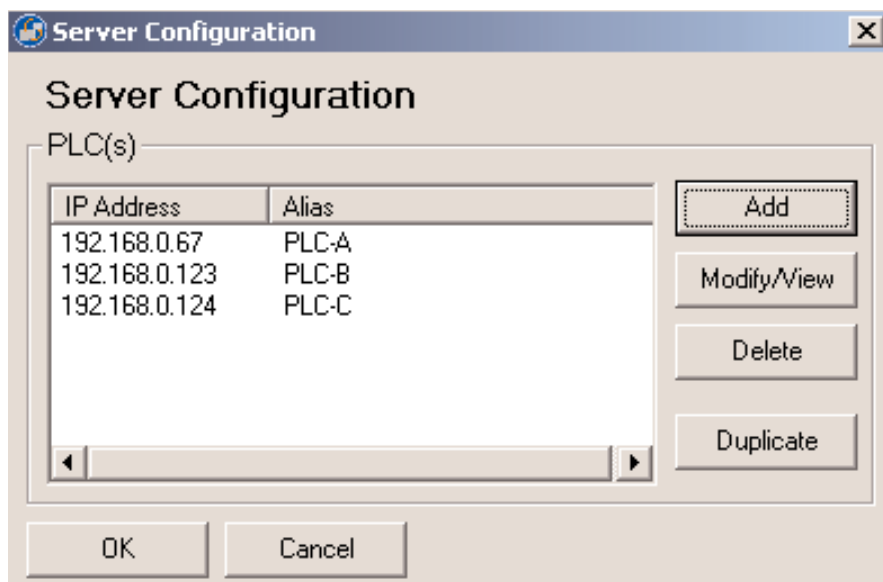 Server Configuration
Server Configuration
PLC(s)
IP Address Alias
192.168.0.67 PLC-A
192.168.0.123 PLC-B
192.168.0.124 PLC-C
Add
Modify/View
Delete
Duplicate
OK Cancel